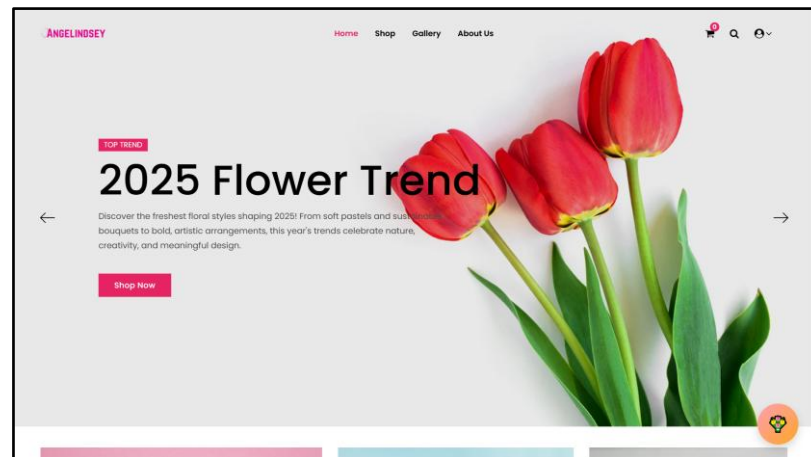 ANGELINDSEY
Home Shop Gallery About Us
0
TOP TREND
2025 Flower Trend
Discover the freshest floral styles shaping 2025! From soft pastels and sustainable
bouquets to bold, artistic arrangements, this year's trends celebrate nature,
creativity, and meaningful design.
Shop Now